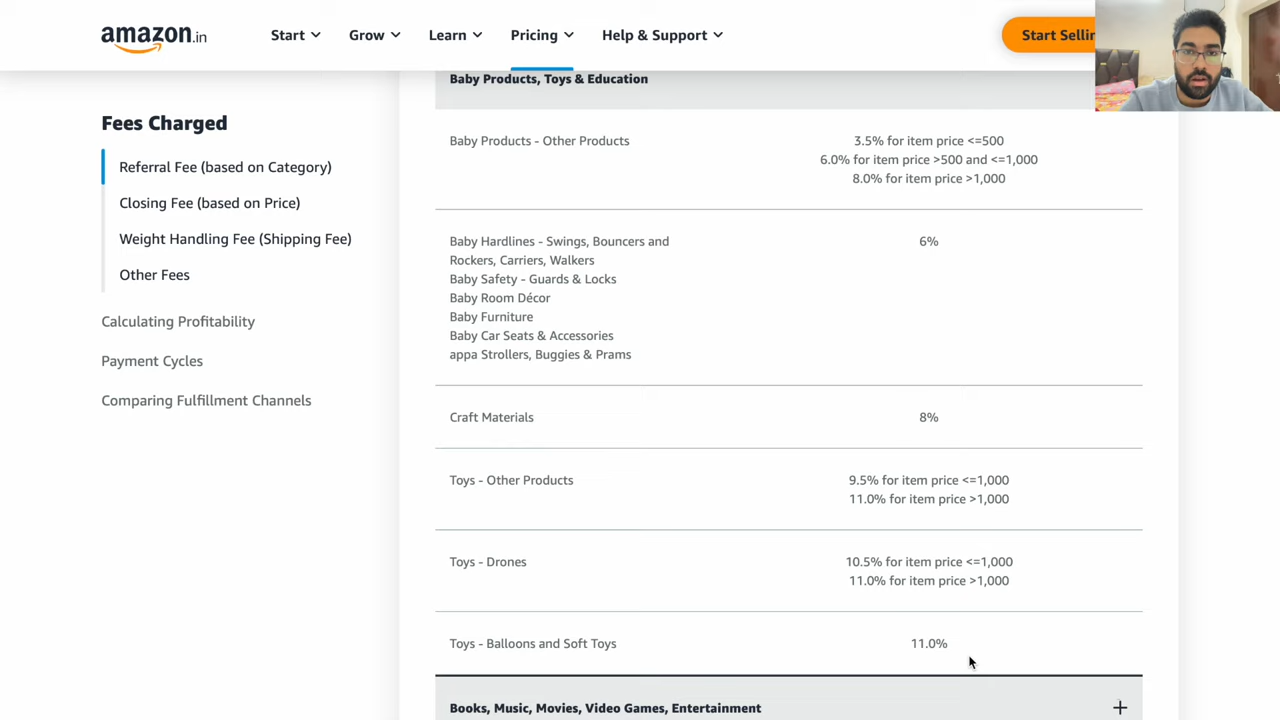 amazon.in
Start
Grow
Learn
Pricing
Help & Support
Fees Charged
Referral Fee (based on Category)
Closing Fee (based on Price)
Weight Handling Fee (Shipping Fee)
Other Fees
Calculating Profitability
Payment Cycles
Comparing Fulfillment Channels
Baby Products, Toys & Education
Baby Products - Other Products
3.5% for item price <=500
6.0% for item price >500 and <=1,000
8.0% for item price >1,000
Baby Hardlines - Swings, Bouncers and
Rockers, Carriers, Walkers
Baby Safety - Guards & Locks
Baby Room Décor
Baby Furniture
Baby Car Seats & Accessories
appa Strollers, Buggies & Prams
6%
Craft Materials
8%
Toys - Other Products
9.5% for item price <=1,000
11.0% for item price >1,000
Toys - Drones
10.5% for item price <=1,000
11.0% for item price >1,000
Toys - Balloons and Soft Toys
11.0%
Books, Music, Movies, Video Games, Entertainment